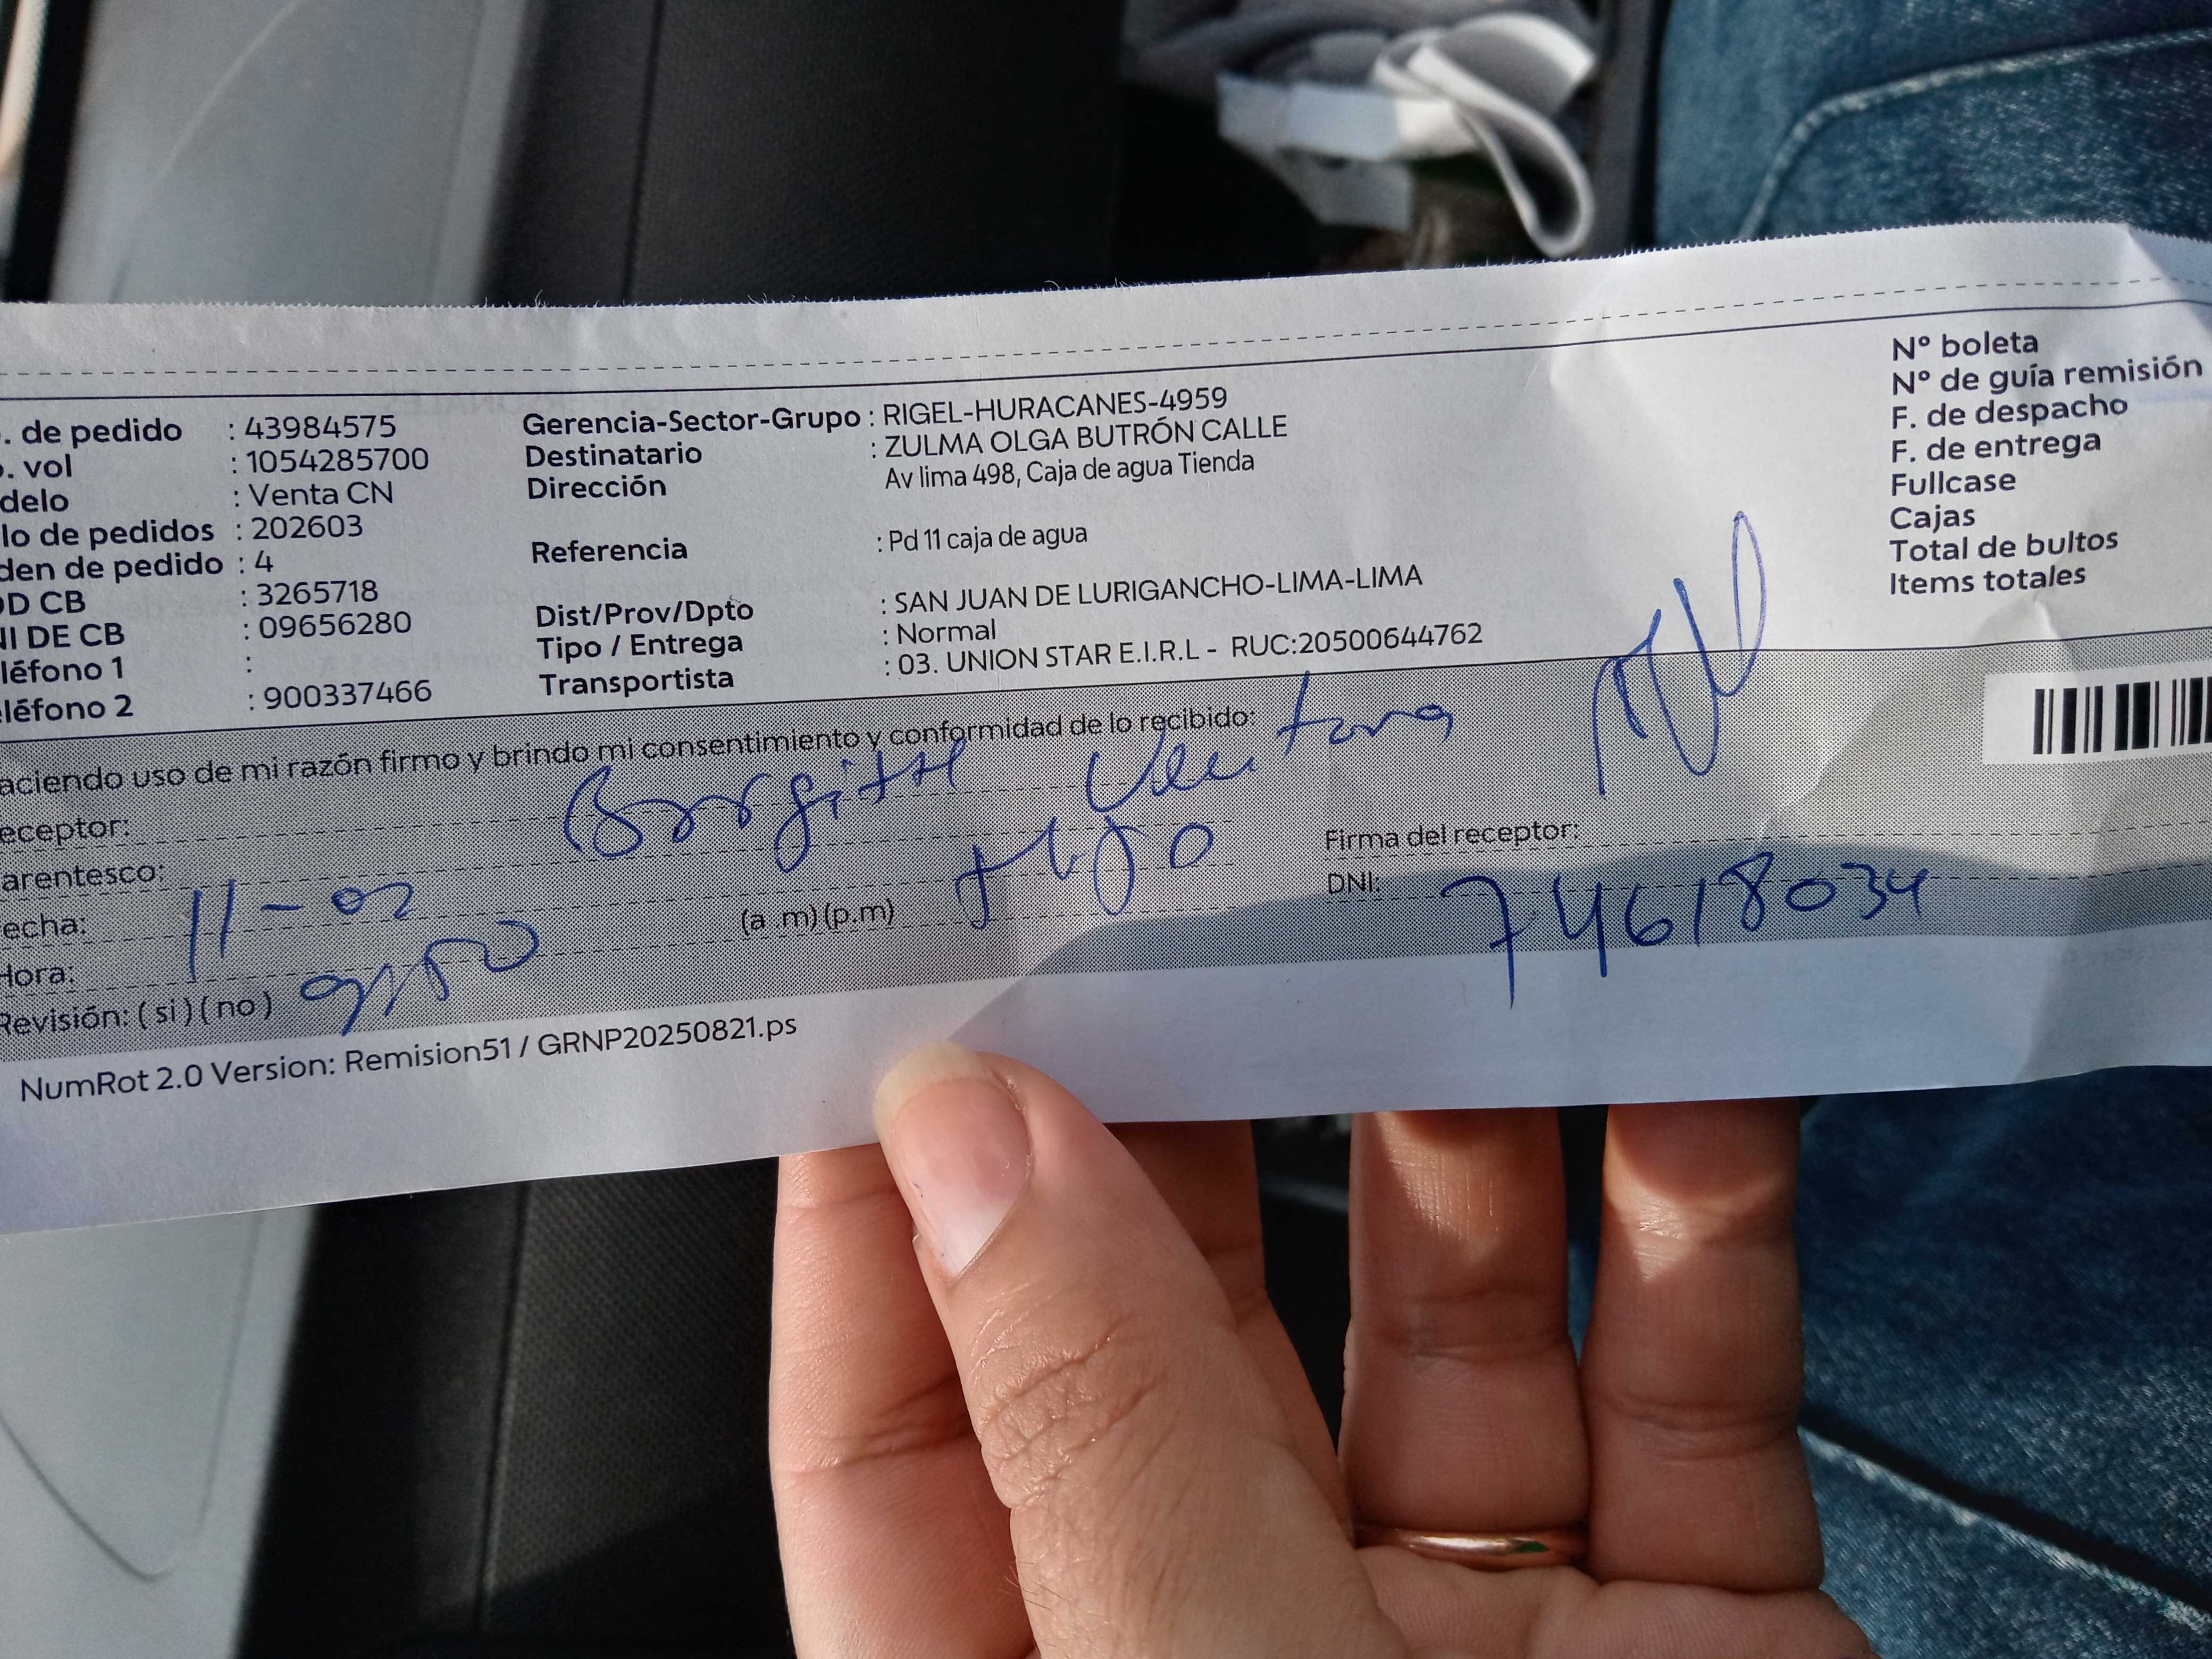 . de pedido : 43984575
. vol : 1054285700
delo : Venta CN
lo de pedidos : 202603
den de pedido : 4
D CB : 3265718
NI DE CB : 09656280
léfono 1 :
léfono 2 : 900337466
Gerencia-Sector-Grupo : RIGEL-HURACANES-4959
Destinatario : ZULMA OLGA BUTRÓN CALLE
Dirección Av lima 498, Caja de agua Tienda
Referencia : Pd 11 caja de agua
Dist/Prov/Dpto : SAN JUAN DE LURIGANCHO-LIMA-LIMA
Tipo / Entrega : Normal
Transportista : 03. UNION STAR E.I.R.L - RUC:20500644762
N° boleta
N° de guía remisión
F. de despacho
F. de entrega
Fullcase
Cajas
Total de bultos
Items totales
aciendo uso de mi razón firmo y brindo mi consentimiento y conformidad de lo recibido:
eceptor:
arentesco:
echa: 11-02
Hora: (a .m) (p.m)
Revisión: ( si ) ( no )
Firma del receptor:
DNI: 74618034
NumRot 2.0 Version: Remision51 / GRNP20250821.ps